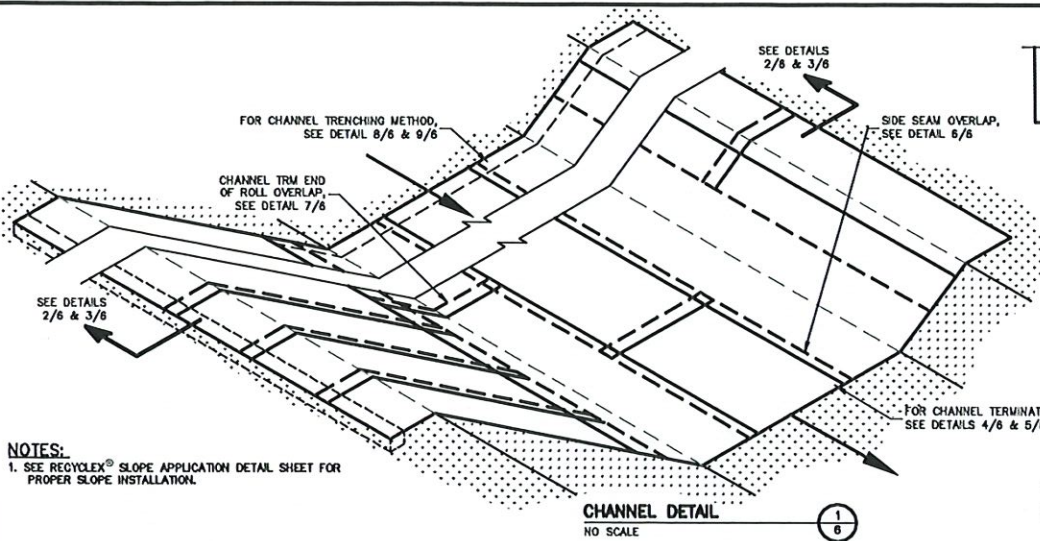 SEE DETAILS
2/6 & 3/6
FOR CHANNEL TRENCHING METHOD,
SEE DETAIL 8/6 & 9/6
SIDE SEAM OVERLAP,
SEE DETAIL 6/6
CHANNEL TRM END
OF ROLL OVERLAP,
SEE DETAIL 7/6
SEE DETAILS
2/6 & 3/6
FOR CHANNEL TERMINAT
SEE DETAILS 4/6 & 5/
NOTES:
1. SEE RECYCLEX® SLOPE APPLICATION DETAIL SHEET FOR
PROPER SLOPE INSTALLATION.
CHANNEL DETAIL
NO SCALE
1
6